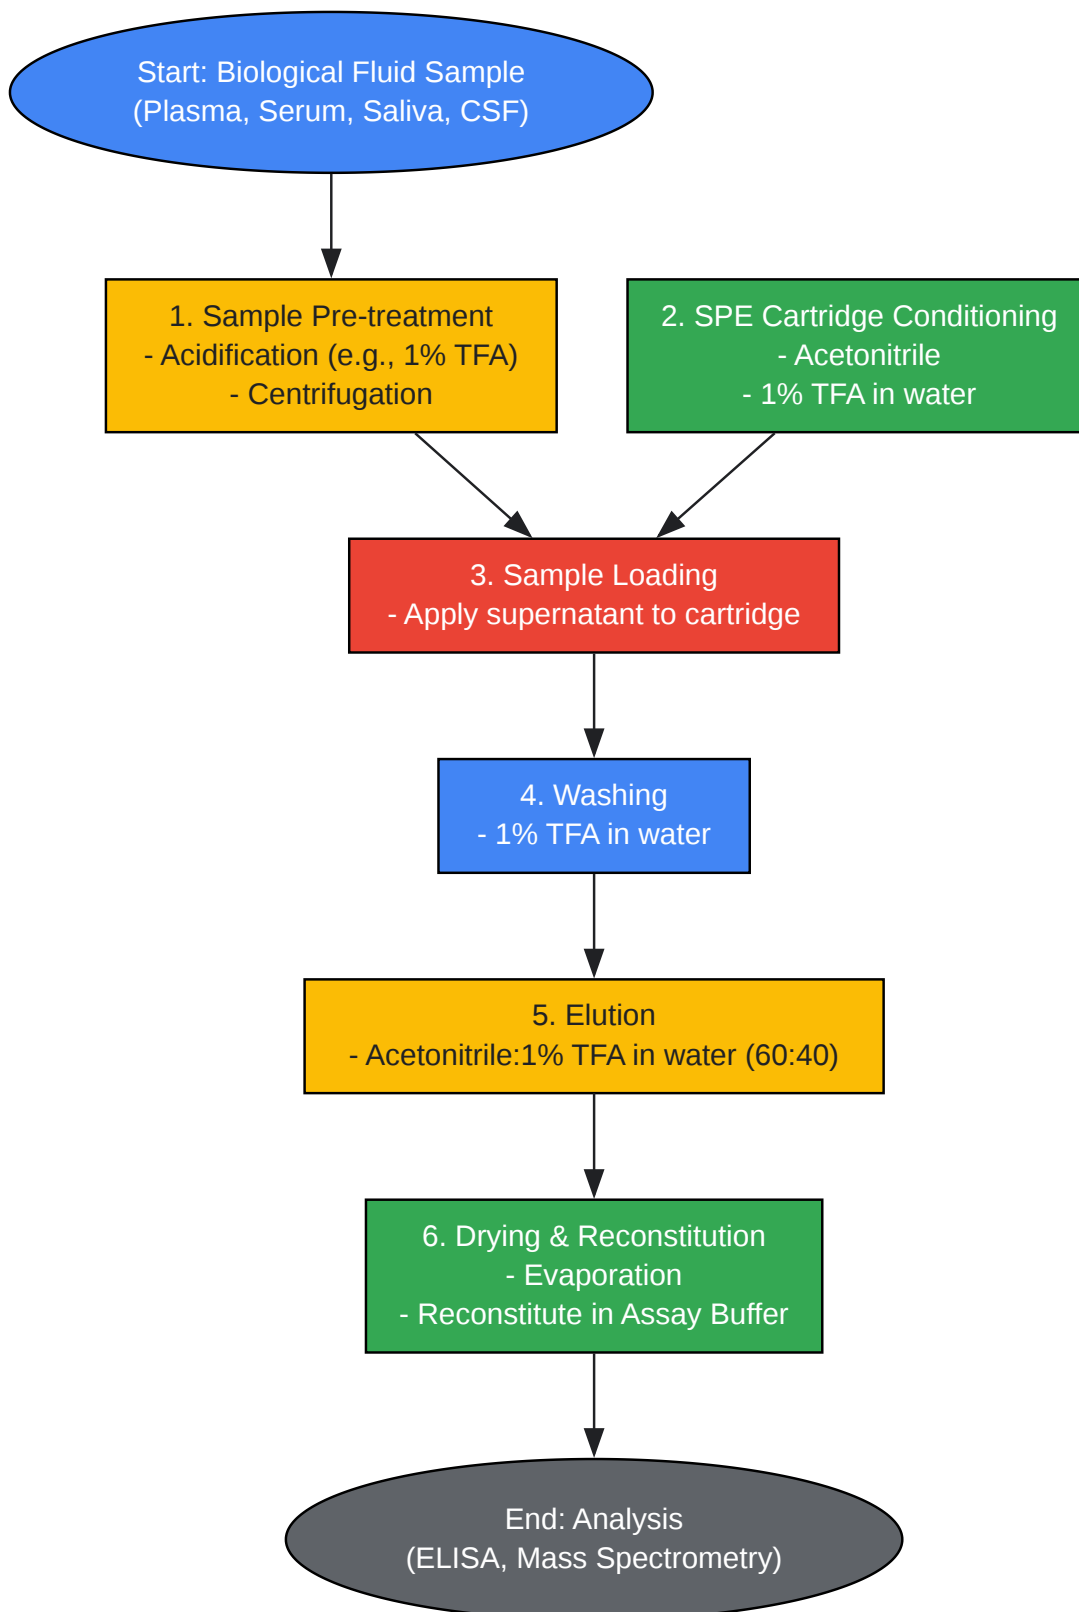 Start: Biological Fluid Sample
(Plasma, Serum, Saliva, CSF)
1. Sample Pre-treatment
- Acidification (e.g., 1% TFA)
- Centrifugation
2. SPE Cartridge Conditioning
- Acetonitrile
- 1% TFA in water
3. Sample Loading
- Apply supernatant to cartridge
4. Washing
- 1% TFA in water
5. Elution
- Acetonitrile:1% TFA in water (60:40)
6. Drying & Reconstitution
- Evaporation
- Reconstitute in Assay Buffer
End: Analysis
(ELISA, Mass Spectrometry)